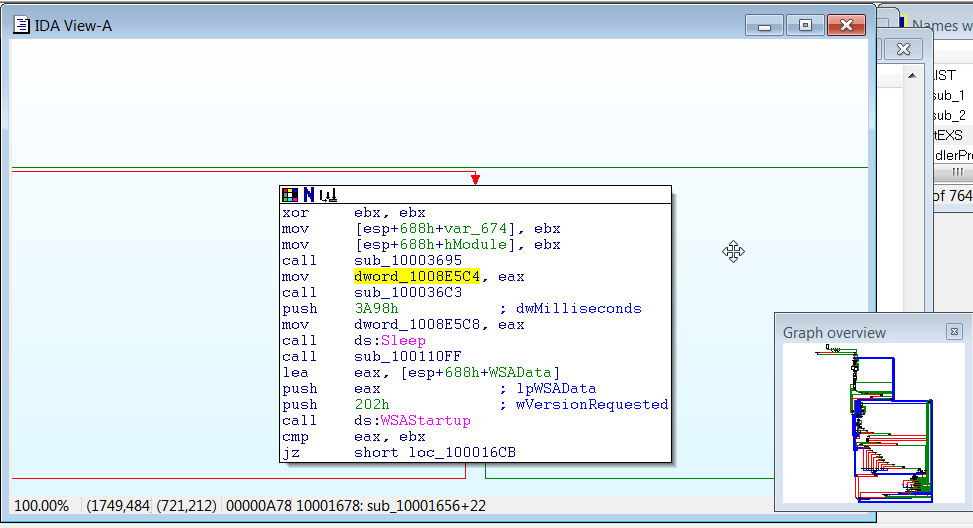 IDA View-A
Names w
IST
sub_1
sub_2
tEXS
dlerPr
of 764
xor ebx, ebx
mov [esp+688h+var_674], ebx
mov [esp+688h+hModule], ebx
call sub_10003695
mov dword_1008E5C4, eax
call sub_100036C3
push 3A98h ; dwMilliseconds
mov dword_1008E5C8, eax
call ds:Sleep
call sub_100110FF
lea eax, [esp+688h+WSAData]
push eax ; lpWSAData
push 202h ; wVersionRequested
call ds:WSAStartup
cmp eax, ebx
jz short loc_100016CB
Graph overview
100.00% (1749,484) (721,212) 00000A78 10001678: sub_10001656+22